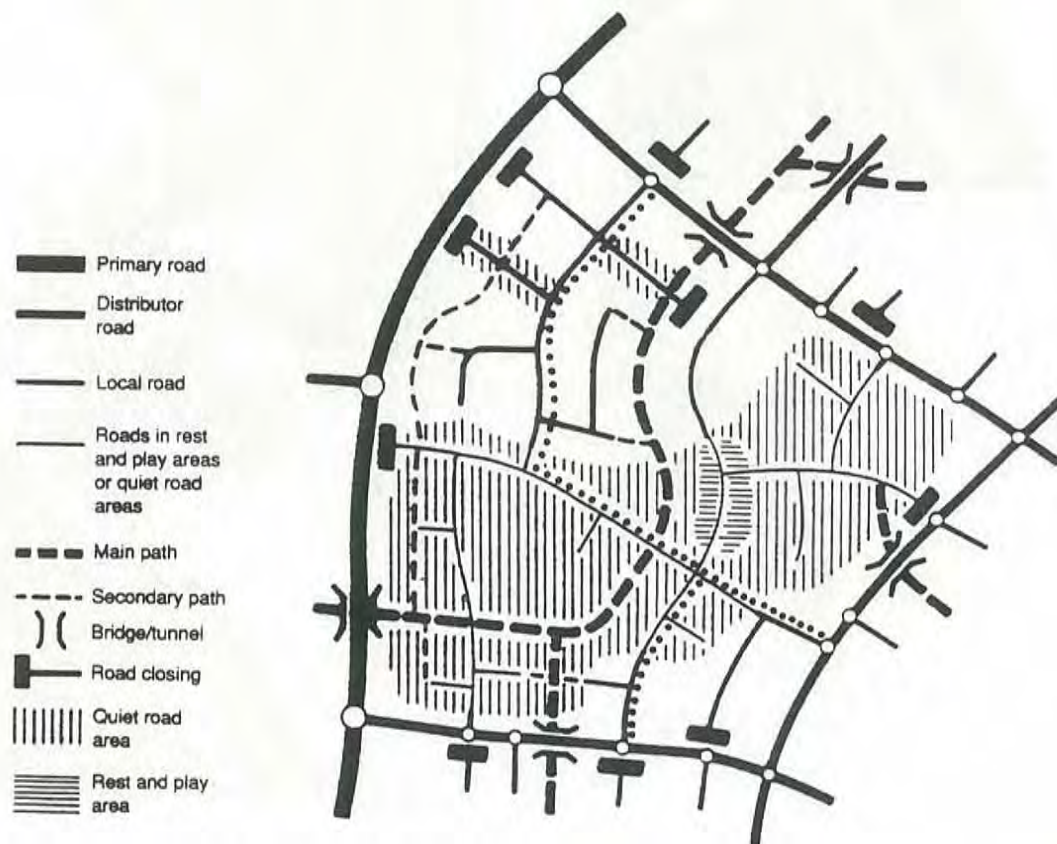 Primary road
Distributor
road
Local road
Roads in rest
and play areas
or quiet road
areas
Main path
Secondary path
Bridge/tunnel
Road closing
Quiet road
area
Rest and play
area